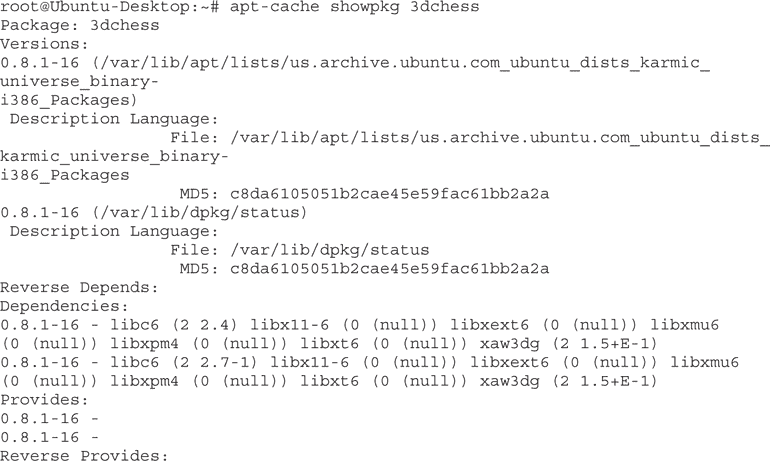 root@Ubuntu-Desktop:~# apt-cache showpkg 3dchess
Package: 3dchess
Versions:
0.8.1-16 (/var/lib/apt/lists/us.archive.ubuntu.com_ubuntu_dists_karmic_
universe_binary-
i386_Packages)
 Description Language:
                 File: /var/lib/apt/lists/us.archive.ubuntu.com_ubuntu_dists_
karmic_universe_binary-
i386_Packages
                  MD5: c8da6105051b2cae45e59fac61bb2a2a
0.8.1-16 (/var/lib/dpkg/status)
 Description Language:
                 File: /var/lib/dpkg/status
                  MD5: c8da6105051b2cae45e59fac61bb2a2a
Reverse Depends:
Dependencies:
0.8.1-16 - libc6 (2 2.4) libx11-6 (0 (null)) libxext6 (0 (null)) libxmu6
(0 (null)) libxpm4 (0 (null)) libxt6 (0 (null)) xaw3dg (2 1.5+E-1)
0.8.1-16 - libc6 (2 2.7-1) libx11-6 (0 (null)) libxext6 (0 (null)) libxmu6
(0 (null)) libxpm4 (0 (null)) libxt6 (0 (null)) xaw3dg (2 1.5+E-1)
Provides:
0.8.1-16 -
0.8.1-16 -
Reverse Provides: